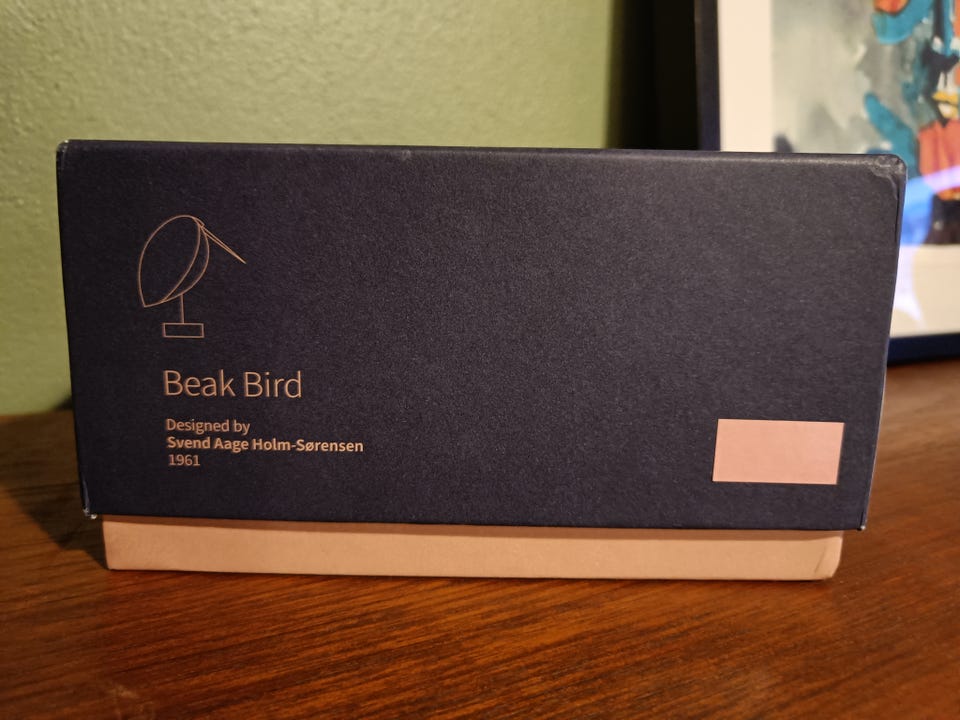 Beak Bird
Designed by
Svend Aage Holm-Sørensen
1961